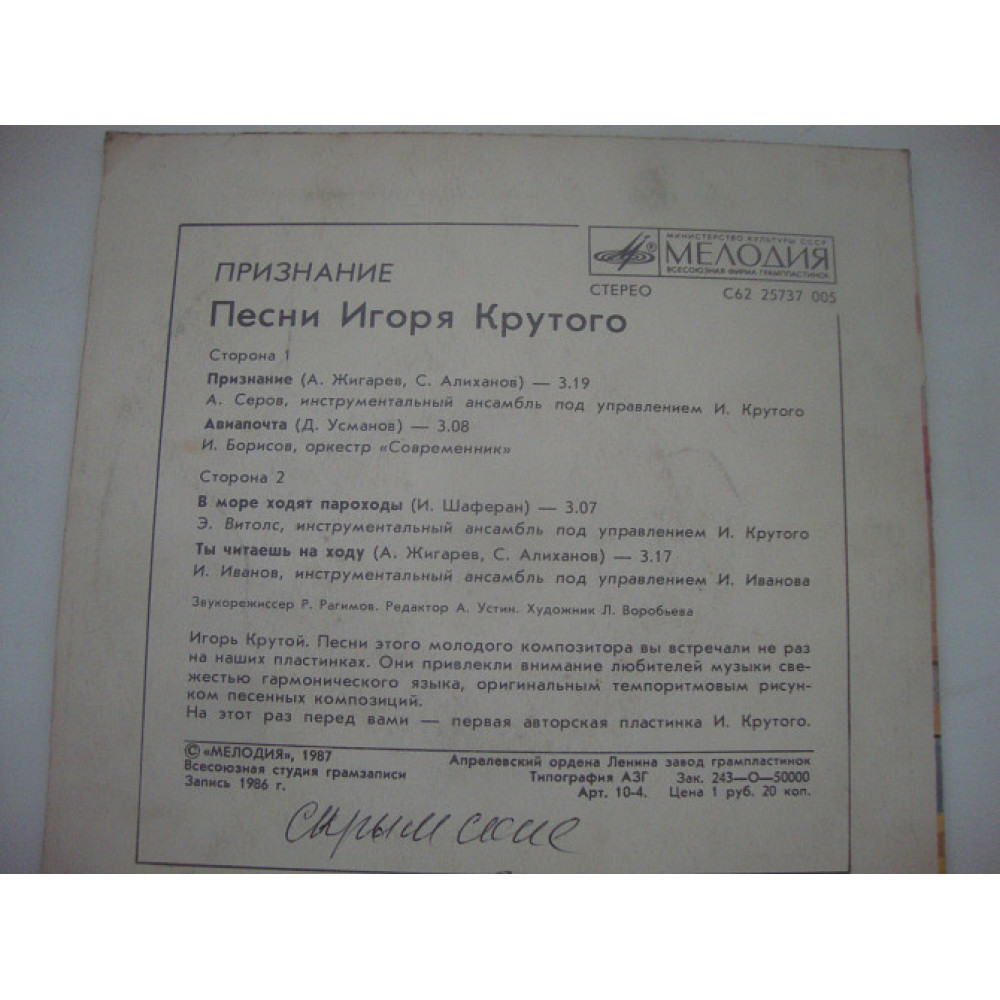 МИНИСТЕРСТВО КУЛЬТУРЫ СССР
МЕЛОДИЯ
ВСЕСОЮЗНАЯ ФИРМА ГРАМПЛАСТИНОК
СТЕРЕО С62 25737 005
ПРИЗНАНИЕ
Песни Игоря Крутого
Сторона 1
Признание (А. Жигарев, С. Алиханов) — 3.19
А. Серов, инструментальный ансамбль под управлением И. Крутого
Авиапочта (Д. Усманов) — 3.08
И. Борисов, оркестр «Современник»
Сторона 2
В море ходят пароходы (И. Шаферан) — 3.07
Э. Витолс, инструментальный ансамбль под управлением И. Крутого
Ты читаешь на ходу (А. Жигарев, С. Алиханов) — 3.17
И. Иванов, инструментальный ансамбль под управлением И. Иванова
Звукорежиссер Р. Рагимов. Редактор А. Устин. Художник Л. Воробьева
Игорь Крутой. Песни этого молодого композитора вы встречали не раз
на наших пластинках. Они привлекли внимание любителей музыки све-
жестью гармонического языка, оригинальным темпоритмовым рисун-
ком песенных композиций.
На этот раз перед вами — первая авторская пластинка И. Крутого.
© «МЕЛОДИЯ», 1987
Всесоюзная студия грамзаписи
Запись 1986 г.
Апрелевский ордена Ленина завод грампластинок
Типография АЗГ Зак. 243—О—50000
Арт. 10-4. Цена 1 руб. 20 коп.